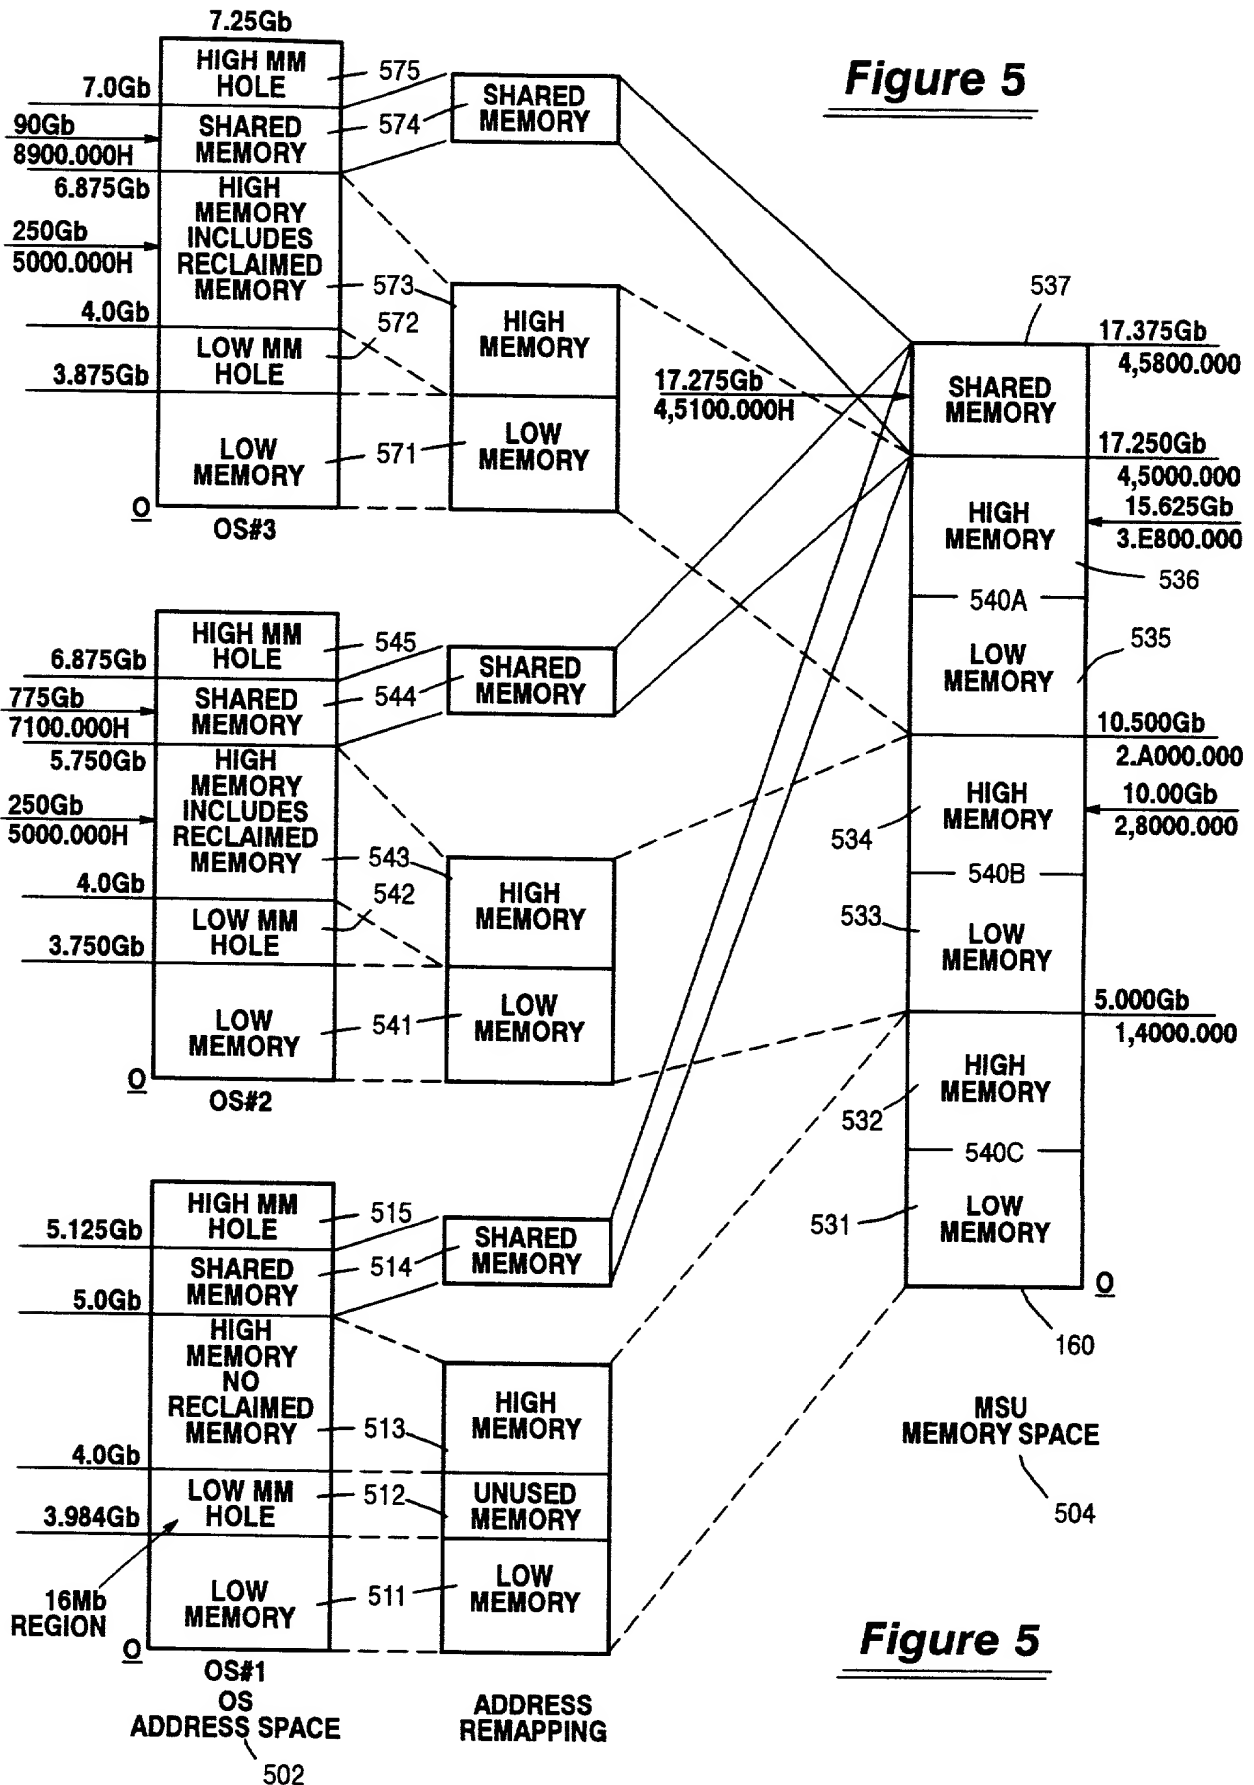 Figure 5
7.25Gb
HIGH MM
HOLE
575
7.0Gb
SHARED
MEMORY
574
SHARED
MEMORY
90Gb
8900.000H
6.875Gb
HIGH
MEMORY
INCLUDES
RECLAIMED
MEMORY
573
250Gb
5000.000H
4.0Gb
572
LOW MM
HOLE
3.875Gb
HIGH
MEMORY
LOW
MEMORY
571
LOW
MEMORY
0
OS#3
HIGH MM
HOLE
545
6.875Gb
SHARED
MEMORY
544
SHARED
MEMORY
775Gb
7100.000H
5.750Gb
HIGH
MEMORY
INCLUDES
RECLAIMED
MEMORY
543
250Gb
5000.000H
4.0Gb
542
LOW MM
HOLE
3.750Gb
HIGH
MEMORY
LOW
MEMORY
541
LOW
MEMORY
0
OS#2
HIGH MM
HOLE
515
5.125Gb
SHARED
MEMORY
514
SHARED
MEMORY
5.0Gb
HIGH
MEMORY
NO
RECLAIMED
MEMORY
513
HIGH
MEMORY
4.0Gb
LOW MM
HOLE
512
UNUSED
MEMORY
3.984Gb
16Mb
REGION
LOW
MEMORY
511
LOW
MEMORY
0
OS#1
OS
ADDRESS SPACE
502
ADDRESS
REMAPPING
537
17.375Gb
4,5800.000
17.275Gb
4,5100.000H
SHARED
MEMORY
17.250Gb
4,5000.000
HIGH
MEMORY
15.625Gb
3.E800.000
536
540A
LOW
MEMORY
535
10.500Gb
2.A000.000
HIGH
MEMORY
10.00Gb
2,8000.000
534
540B
533
LOW
MEMORY
5.000Gb
1,4000.000
HIGH
MEMORY
532
540C
531
LOW
MEMORY
0
160
MSU
MEMORY SPACE
504
Figure 5